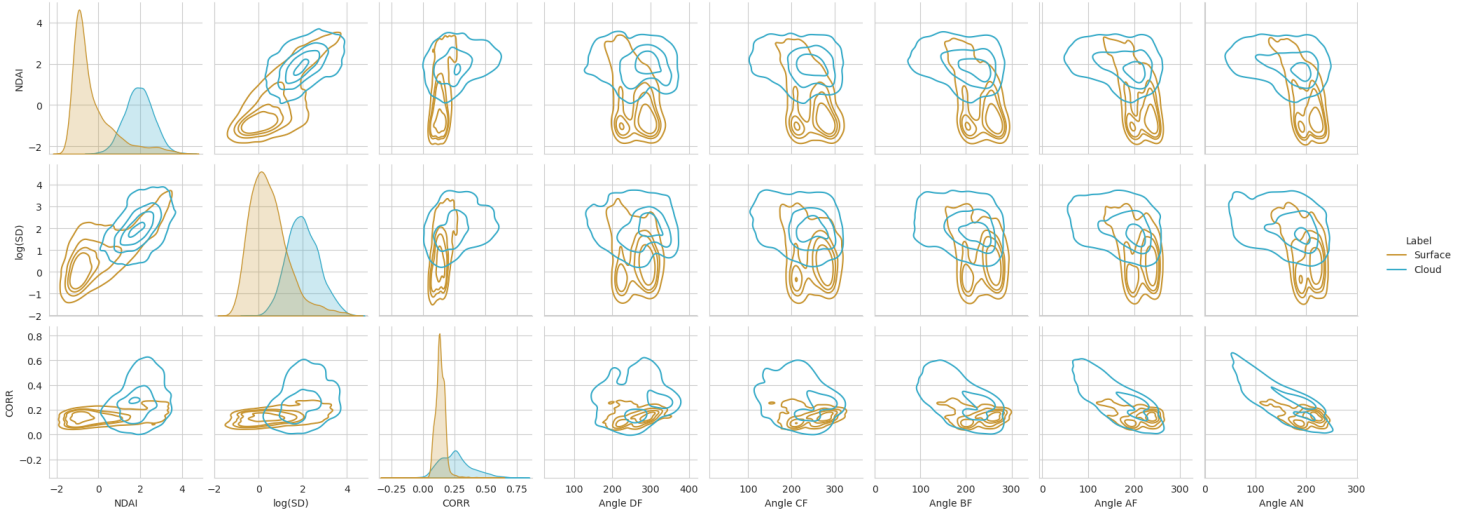 4
2
0
−2
NDAI
4
3
2
1
0
−1
−2
log(SD)
Label
Surface
Cloud
0.8
0.6
0.4
0.2
0.0
−0.2
CORR
−2 0 2 4
0 2 4
−0.25 0.00 0.25 0.50 0.75
100 200 300 400
100 200 300
100 200 300
0 100 200 300
0 100 200 300
NDAI log(SD) CORR Angle DF Angle CF Angle BF Angle AF Angle AN